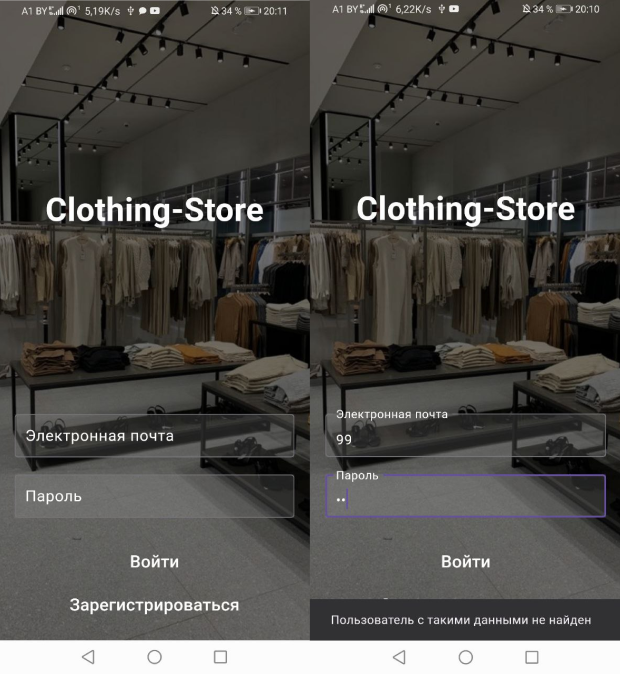 A1 BY 5,19K/s 34 % 20:11
Clothing-Store
Электронная почта
Пароль
Войти
Зарегистрироваться
A1 BY 6,22K/s 34 % 20:10
Clothing-Store
Электронная почта
99
Пароль
••
Войти
Пользователь с такими данными не найден